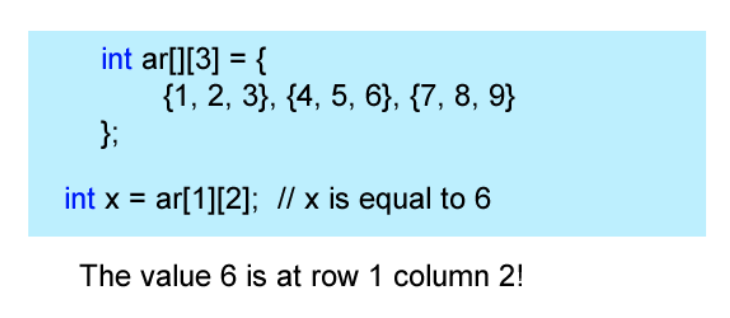 int ar[][3] = {
{1, 2, 3}, {4, 5, 6}, {7, 8, 9}
};
int x = ar[1][2]; // x is equal to 6
The value 6 is at row 1 column 2!